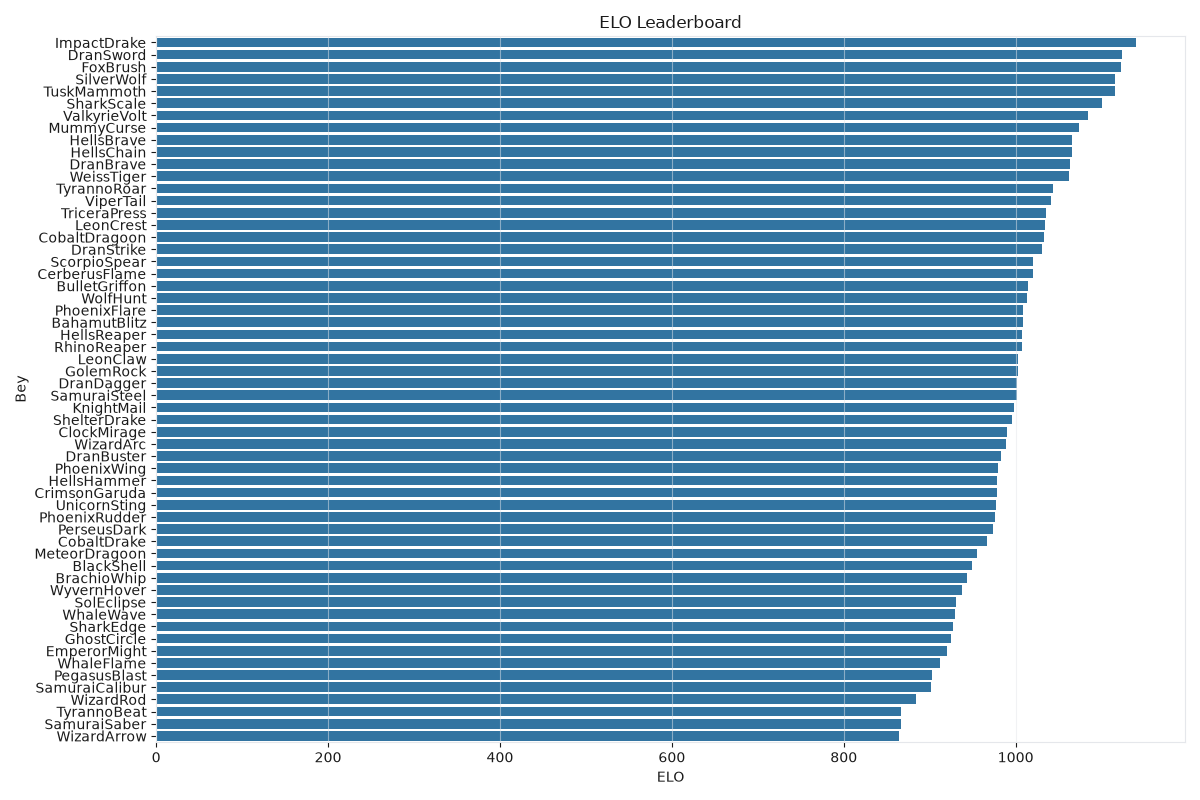 ELO Leaderboard
ImpactDrake
DranSword
FoxBrush
SilverWolf
TuskMammoth
SharkScale
ValkyrieVolt
MummyCurse
HellsBrave
HellsChain
DranBrave
WeissTiger
TyrannoRoar
ViperTail
TriceraPress
LeonCrest
CobaltDragoon
DranStrike
ScorpioSpear
CerberusFlame
BulletGriffon
WolfHunt
PhoenixFlare
BahamutBlitz
HellsReaper
RhinoReaper
LeonClaw
GolemRock
DranDagger
SamuraiSteel
KnightMail
ShelterDrake
ClockMirage
WizardArc
DranBuster
PhoenixWing
HellsHammer
CrimsonGaruda
UnicornSting
PhoenixRudder
PerseusDark
CobaltDrake
MeteorDragoon
BlackShell
BrachioWhip
WyvernHover
SolEclipse
WhaleWave
SharkEdge
GhostCircle
EmperorMight
WhaleFlame
PegasusBlast
SamuraiCalibur
WizardRod
TyrannoBeat
SamuraiSaber
WizardArrow
Bey
0 200 400 600 800 1000
ELO